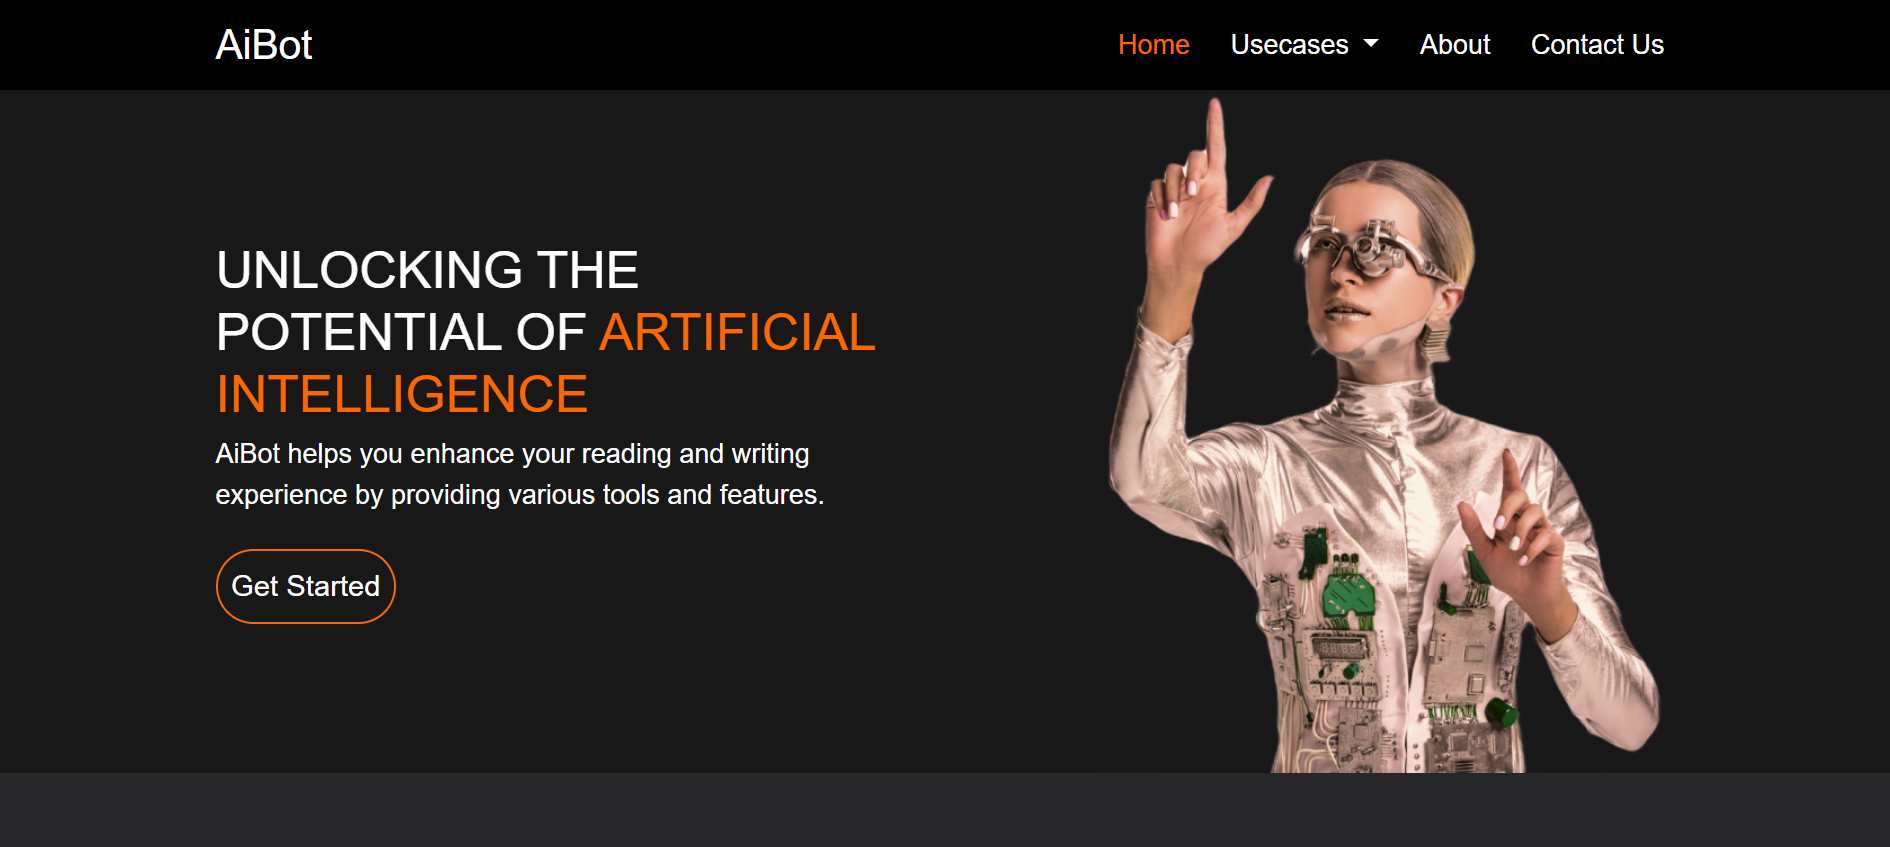 AiBot
Home Usecases About Contact Us
UNLOCKING THE
POTENTIAL OF ARTIFICIAL
INTELLIGENCE
AiBot helps you enhance your reading and writing
experience by providing various tools and features.
Get Started